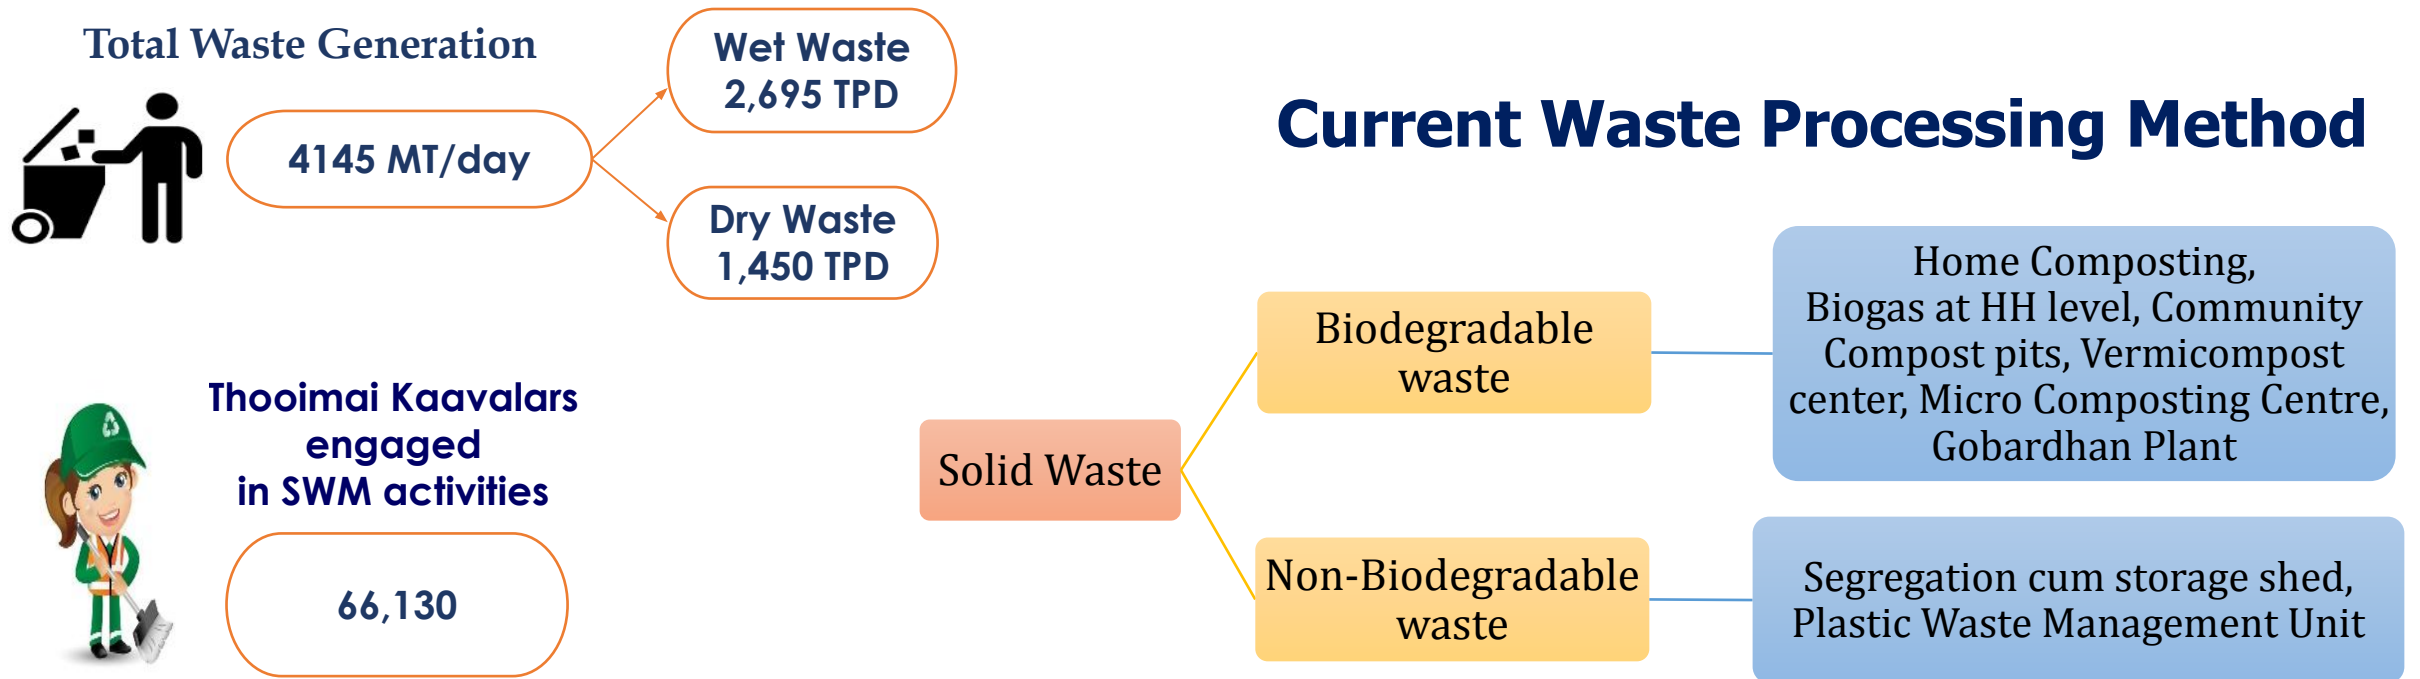 Total Waste Generation
4145 MT/day
Wet Waste
2,695 TPD
Dry Waste
1,450 TPD
Thooimai Kaavalars
engaged
in SWM activities
66,130
Current Waste Processing Method
Solid Waste
Biodegradable
waste
Home Composting,
Biogas at HH level, Community
Compost pits, Vermicompost
center, Micro Composting Centre,
Gobardhan Plant
Non-Biodegradable
waste
Segregation cum storage shed,
Plastic Waste Management Unit